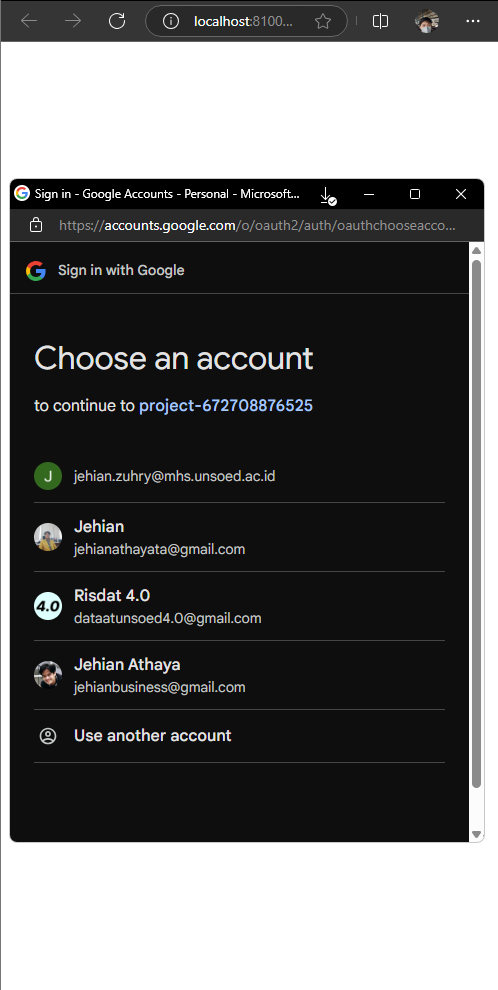 localhost:8100...
Sign in - Google Accounts - Personal - Microsoft...
https://accounts.google.com/o/oauth2/auth/oauthchooseacco...
Sign in with Google
Choose an account
to continue to project-672708876525
J
jehian.zuhry@mhs.unsoed.ac.id
Jehian
jehianathayata@gmail.com
4.0
Risdat 4.0
dataatunsoed4.0@gmail.com
Jehian Athaya
jehianbusiness@gmail.com
Use another account